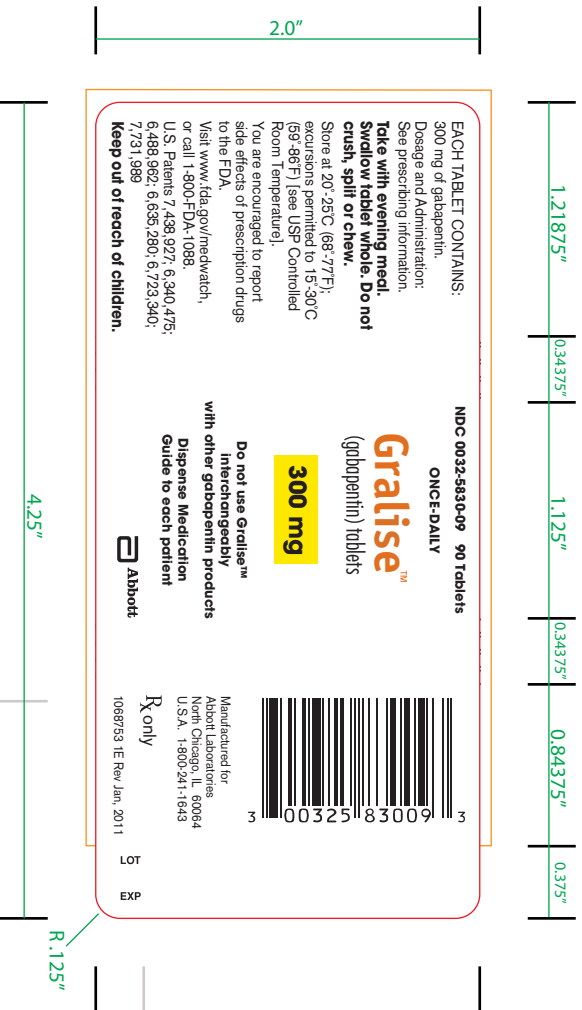 2.0"
EACH TABLET CONTAINS:
300 mg of gabapentin.
Dosage and Administration:
See prescribing information.
Take with evening meal.
Swallow tablet whole. Do not
crush, split or chew.
Store at 20°-25°C (68°-77°F);
excursions permitted to 15°-30°C
(59°-86°F) [see USP Controlled
Room Temperature].
You are encouraged to report
side effects of prescription drugs
to the FDA.
Visit www.fda.gov/medwatch,
or call 1-800-FDA-1088.
U.S. Patents 7,438,927; 6,340,475;
6,488,962; 6,635,280; 6,723,340;
7,731,989
Keep out of reach of children.
NDC 0032-5830-09 90 Tablets
ONCE-DAILY
Gralise™
(gabapentin) tablets
300 mg
Do not use Gralise™
interchangeably
with other gabapentin products
Dispense Medication
Guide to each patient
Abbott
3 00325 83009 3
Manufactured for
Abbott Laboratories
North Chicago, IL 60064
U.S.A. 1-800-241-1643
Rx only
1068753 1E Rev Jan, 2011
LOT
EXP
1.21875"
0.34375"
1.125"
0.34375"
0.84375"
0.375"
4.25"
R .125"